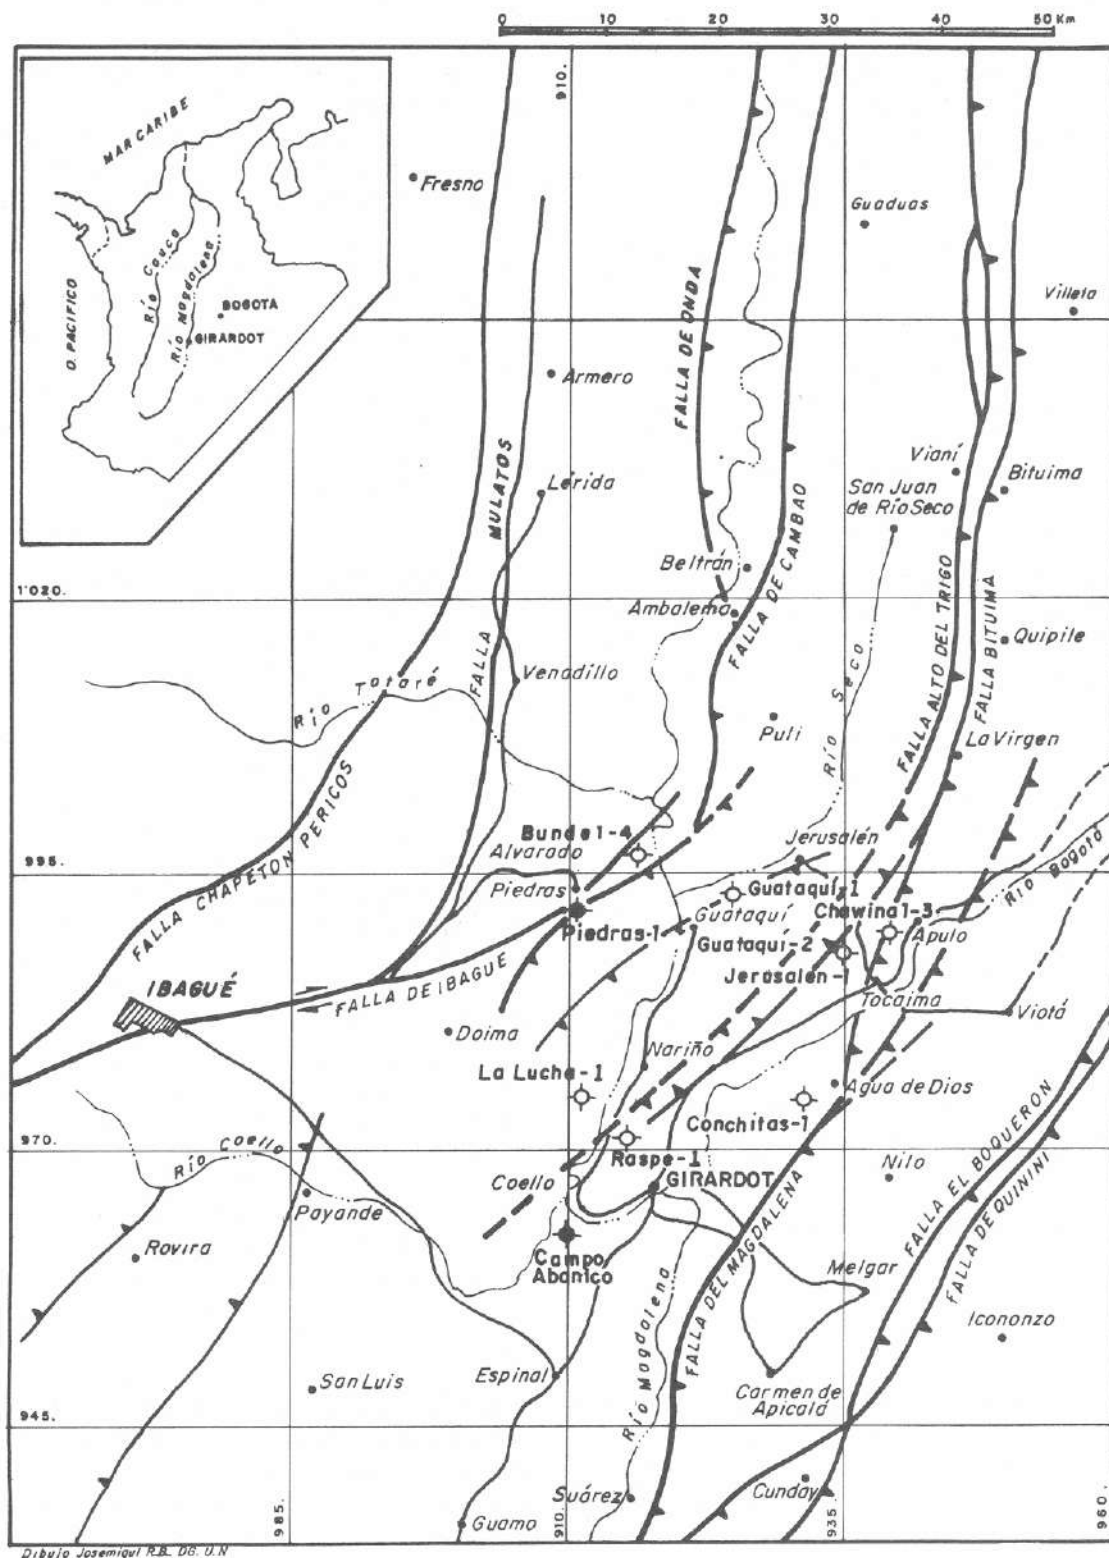 0 10 20 30 40 50 Km
910.
MAR CARIBE
O. PACIFICO
Río Cauca
Río Magdalena
BOGOTA
GIRARDOT
Fresno
Guaduas
Villeta
FALLA DE ONDA
Armero
MULATOS
Lérida
Vianí
Bituima
San Juan
de Río Seco
FALLA DE CAMBAO
Beltrán
1'020.
Ambalema
FALLA ALTO DEL TRIGO
FALLA BITUIMA
Quipile
FALLA
Venadillo
Río Totaré
Río Seco
Puli
La Virgen
FALLA CHAPETON PERICOS
Bunde 1-4
Alvarado
Jerusalén
995.
Río Bogotá
Piedras
Guataquí-1
Guataquí
Chawina 1-3
Piedras-1
Apulo
Guataquí-2
Jerusalén-1
IBAGUÉ
FALLA DE IBAGUE
Tocaima
Viotá
Doima
Nariño
La Lucha-1
Agua de Dios
Conchitas-1
970.
Río Coello
Raspe-1
Nilo
Coello
GIRARDOT
Payande
FALLA EL BOQUERON
FALLA DE QUININI
Rovira
Campo
Abanico
FALLA DEL MAGDALENA
Melgar
Río Magdalena
Icononzo
Espinal
San Luis
Carmen de
Apicalá
945.
Suárez
Cunday
Guamo
985.
910.
935.
960.
Dibujo Josemiqui R.B. DG. U.N